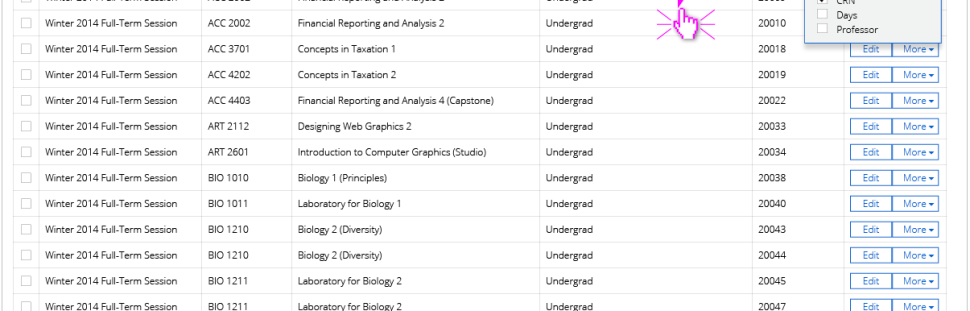 CRN
Winter 2014 Full-Term Session ACC 2002 Financial Reporting and Analysis 2 Undergrad 20010
Days
Professor
ACC 3701 Concepts in Taxation 1 Undergrad 20018 Edit More
Winter 2014 Full-Term Session ACC 4202 Concepts in Taxation 2 Undergrad 20019 Edit More
Winter 2014 Full-Term Session ACC 4403 Financial Reporting and Analysis 4 (Capstone) Undergrad 20022 Edit More
Winter 2014 Full-Term Session ART 2112 Designing Web Graphics 2 Undergrad 20033 Edit More
Winter 2014 Full-Term Session ART 2601 Introduction to Computer Graphics (Studio) Undergrad 20034 Edit More
Winter 2014 Full-Term Session BIO 1010 Biology 1 (Principles) Undergrad 20038 Edit More
Winter 2014 Full-Term Session BIO 1011 Laboratory for Biology 1 Undergrad 20040 Edit More
Winter 2014 Full-Term Session BIO 1210 Biology 2 (Diversity) Undergrad 20043 Edit More
Winter 2014 Full-Term Session BIO 1210 Biology 2 (Diversity) Undergrad 20044 Edit More
Winter 2014 Full-Term Session BIO 1211 Laboratory for Biology 2 Undergrad 20045 Edit More
Winter 2014 Full-Term Session BIO 1211 Laboratory for Biology 2 Undergrad 20047 Edit More